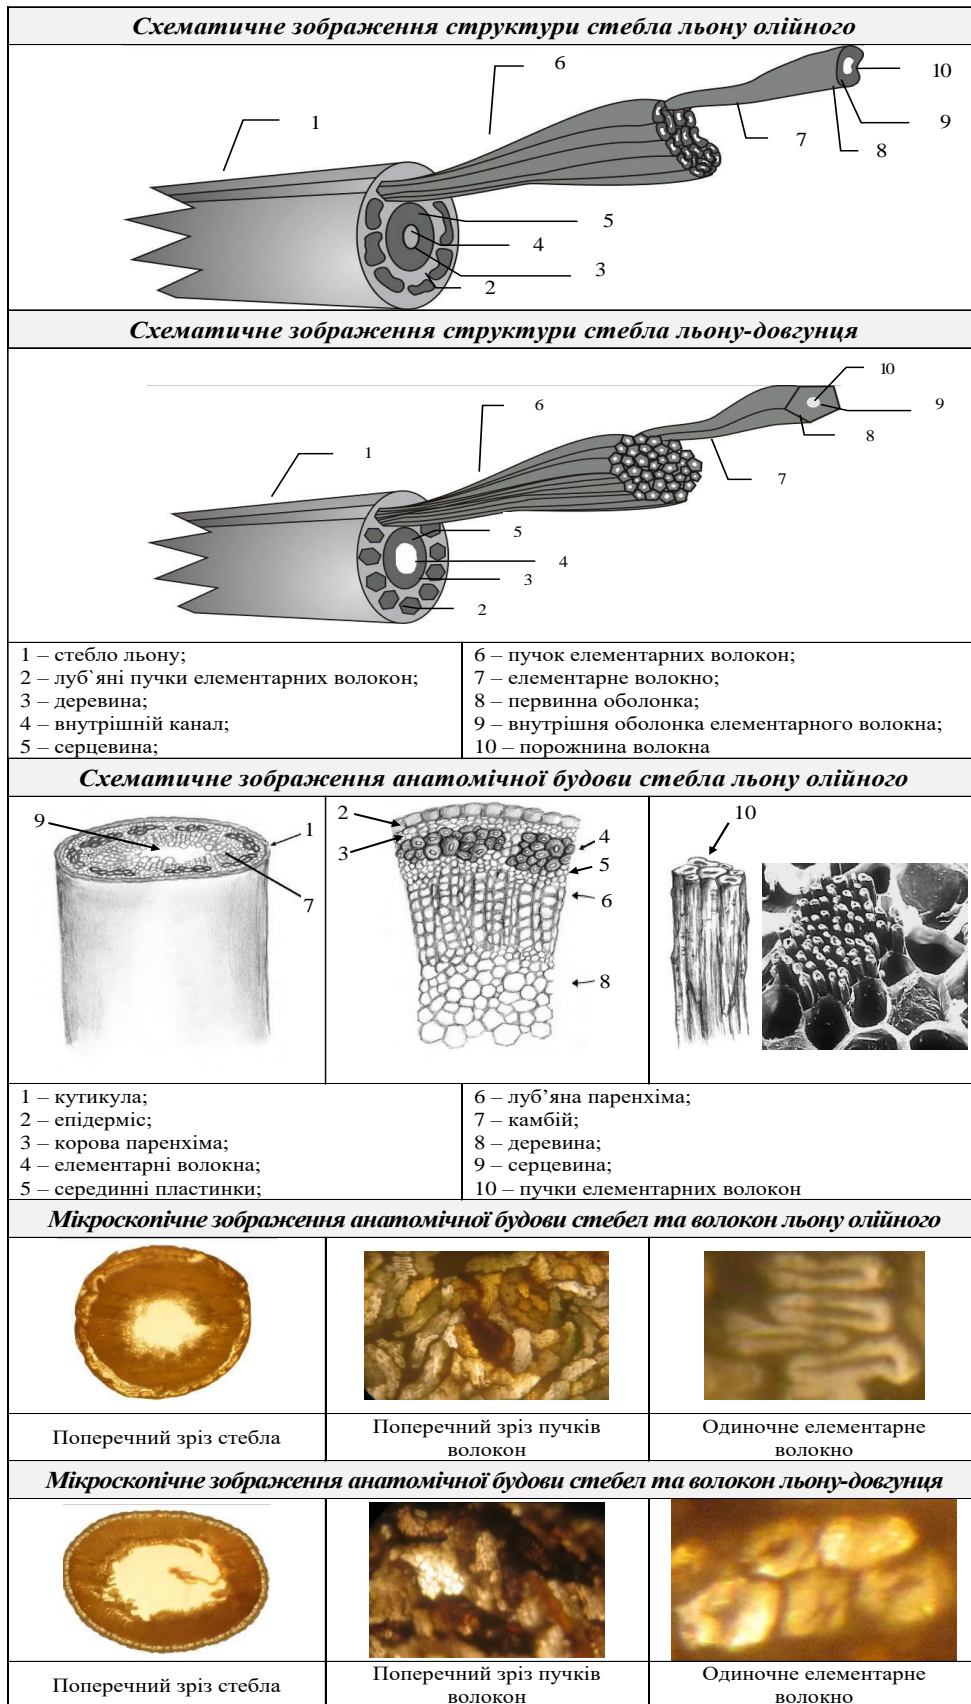 Схематичне зображення структури стебла льону олійного
6
10
1
9
7
8
5
4
3
2
Схематичне зображення структури стебла льону-довгунця
10
6
9
8
1
7
5
4
3
2
1 – стебло льону;
2 – луб`яні пучки елементарних волокон;
3 – деревина;
4 – внутрішній канал;
5 – серцевина;
6 – пучок елементарних волокон;
7 – елементарне волокно;
8 – первинна оболонка;
9 – внутрішня оболонка елементарного волокна;
10 – порожнина волокна
Схематичне зображення анатомічної будови стебла льону олійного
9
1
7
2
3
4
5
6
8
10
1 – кутикула;
2 – епідерміс;
3 – корова паренхіма;
4 – елементарні волокна;
5 – серединні пластинки;
6 – луб’яна паренхіма;
7 – камбій;
8 – деревина;
9 – серцевина;
10 – пучки елементарних волокон
Мікроскопічне зображення анатомічної будови стебел та волокон льону олійного
Поперечний зріз стебла
Поперечний зріз пучків
волокон
Одиночне елементарне
волокно
Мікроскопічне зображення анатомічної будови стебел та волокон льону-довгунця
Поперечний зріз стебла
Поперечний зріз пучків
волокон
Одиночне елементарне
волокно